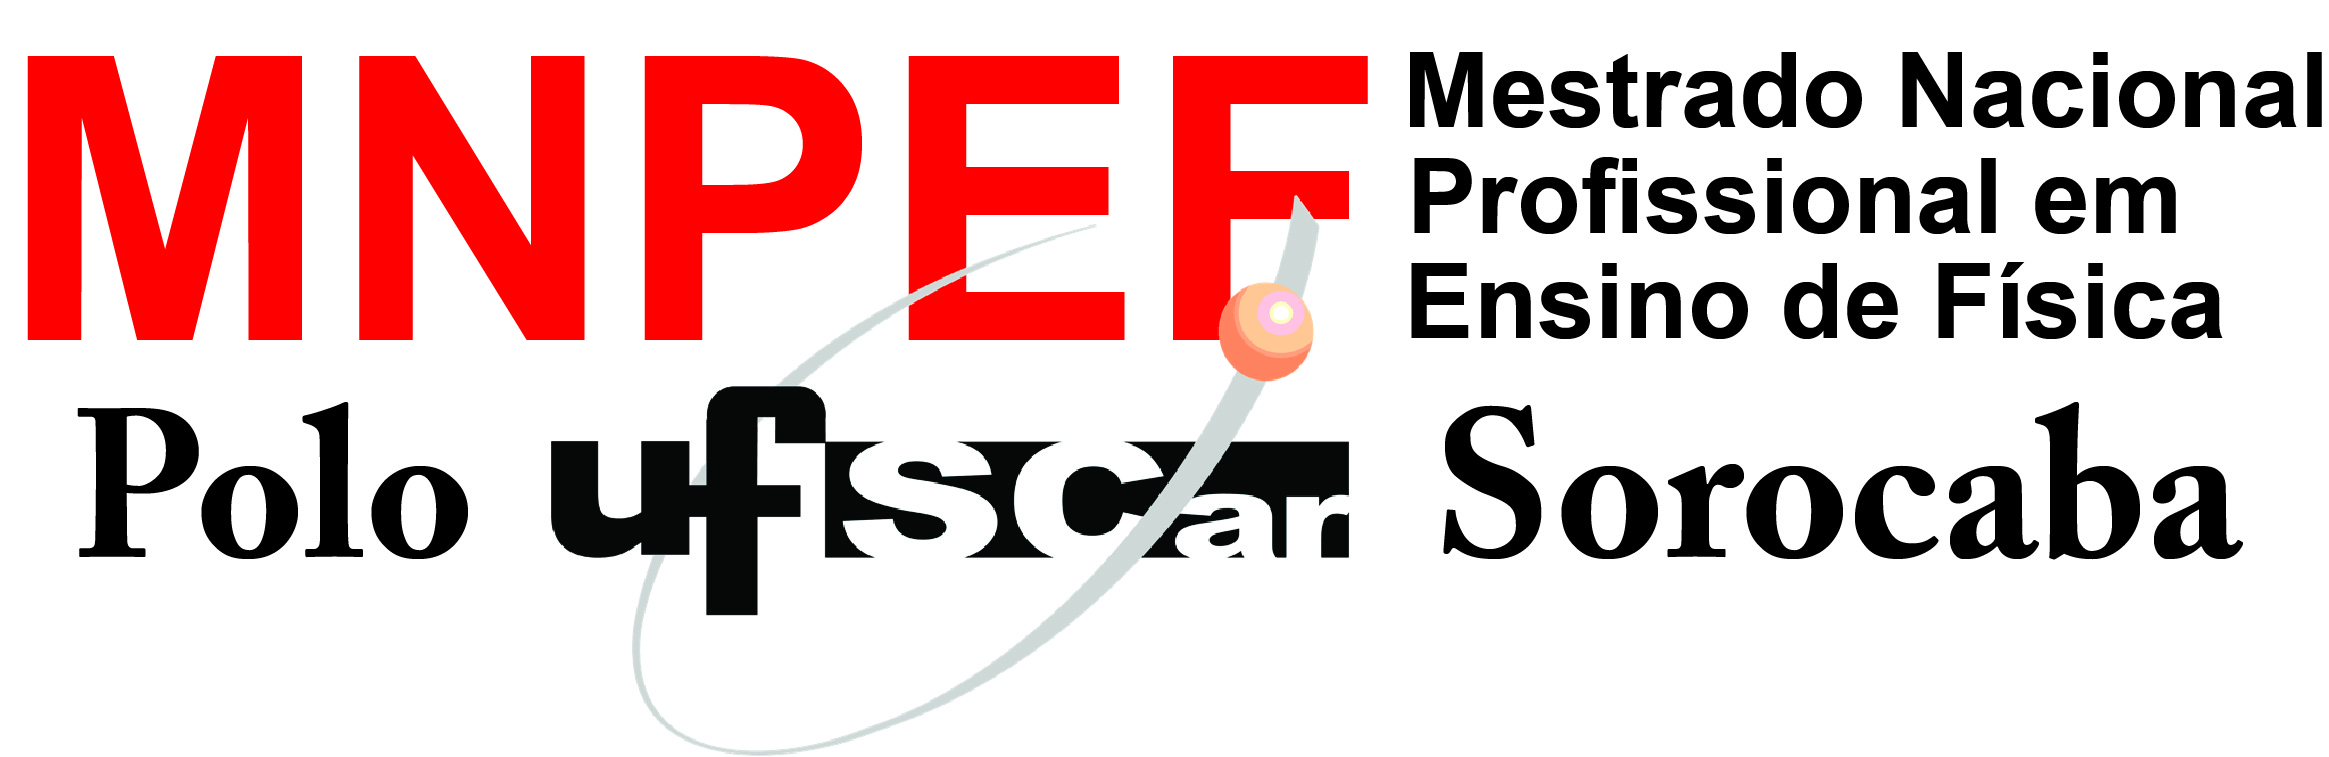 MNPEF
Mestrado Nacional
Profissional em
Ensino de Física
Polo ufscar Sorocaba